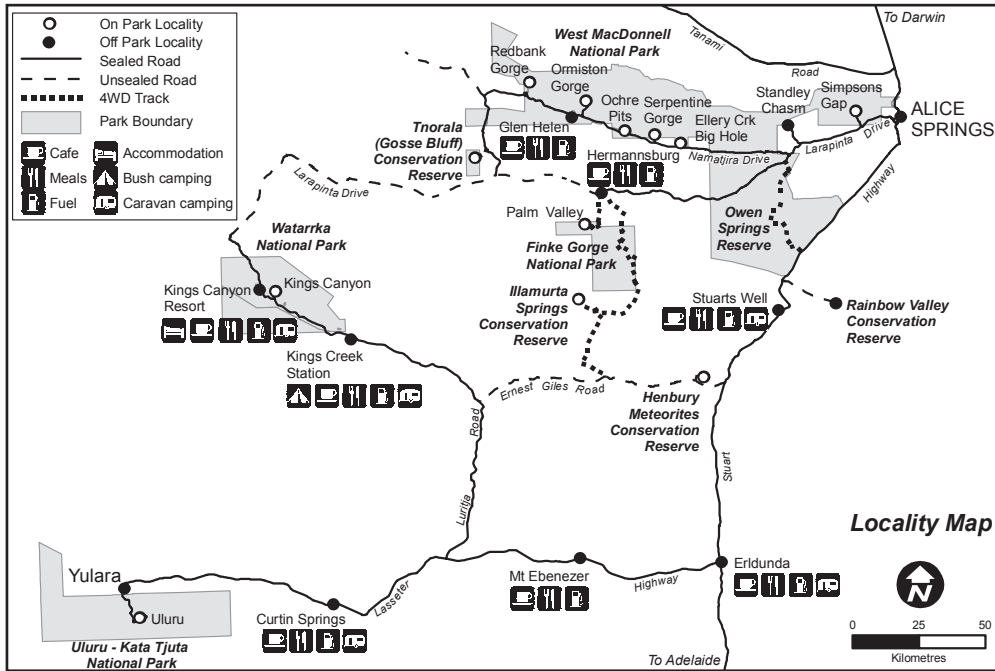 On Park Locality
Off Park Locality
Sealed Road
Unsealed Road
4WD Track
Park Boundary
Cafe
Accommodation
Meals
Bush camping
Fuel
Caravan camping
To Darwin
Tanami
Road
West MacDonnell
National Park
Redbank
Gorge
Ormiston
Gorge
Ochre
Pits
Serpentine
Gorge
Ellery Crk
Big Hole
Standley
Chasm
Simpsons
Gap
ALICE
SPRINGS
Larapinta Drive
Namatjira Drive
Highway
Glen Helen
Tnorala
(Gosse Bluff)
Conservation
Reserve
Hermannsburg
Larapinta Drive
Palm Valley
Finke Gorge
National Park
Owen
Springs
Reserve
Watarrka
National Park
Kings Canyon
Resort
Kings Canyon
Kings Creek
Station
Illamurta
Springs
Conservation
Reserve
Stuarts Well
Rainbow Valley
Conservation
Reserve
Ernest Giles Road
Henbury
Meteorites
Conservation
Reserve
Road
Luritja
Stuart
Locality Map
N
0 25 50
Kilometres
Yulara
Uluru
Uluru - Kata Tjuta
National Park
Curtin Springs
Lasseter
Mt Ebenezer
Highway
Erldunda
To Adelaide